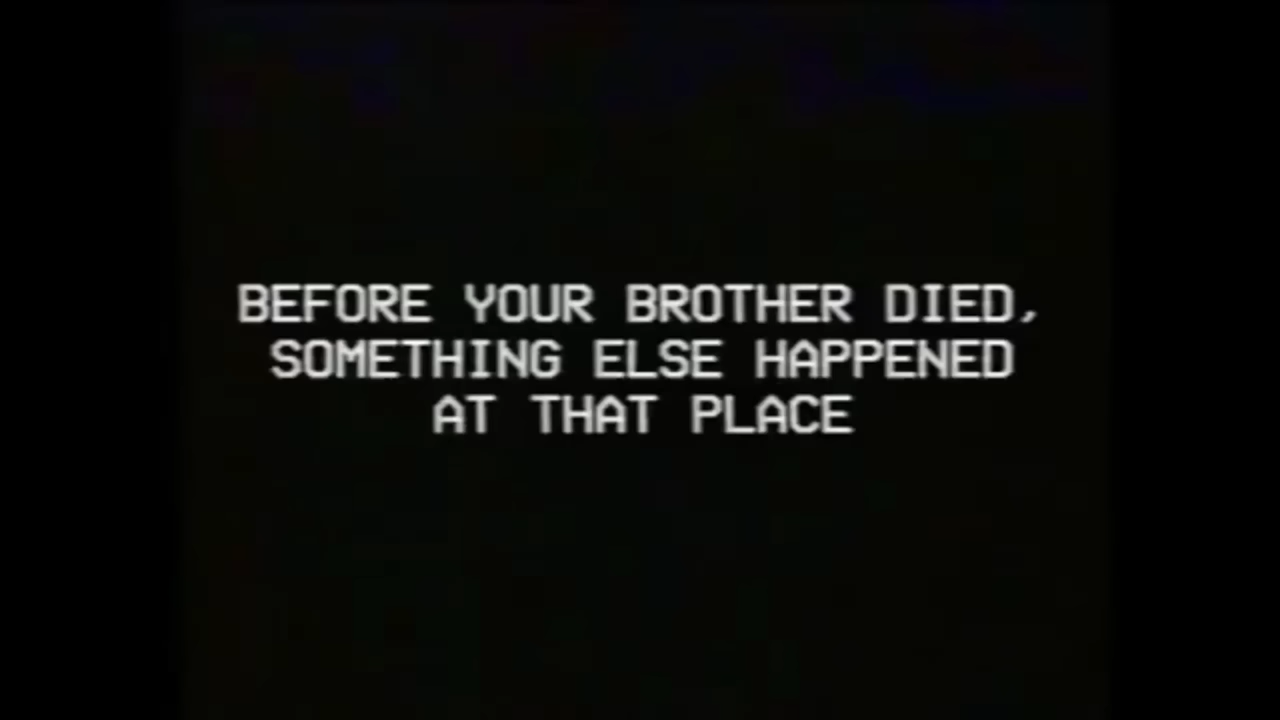 BEFORE YOUR BROTHER DIED,
SOMETHING ELSE HAPPENED
AT THAT PLACE